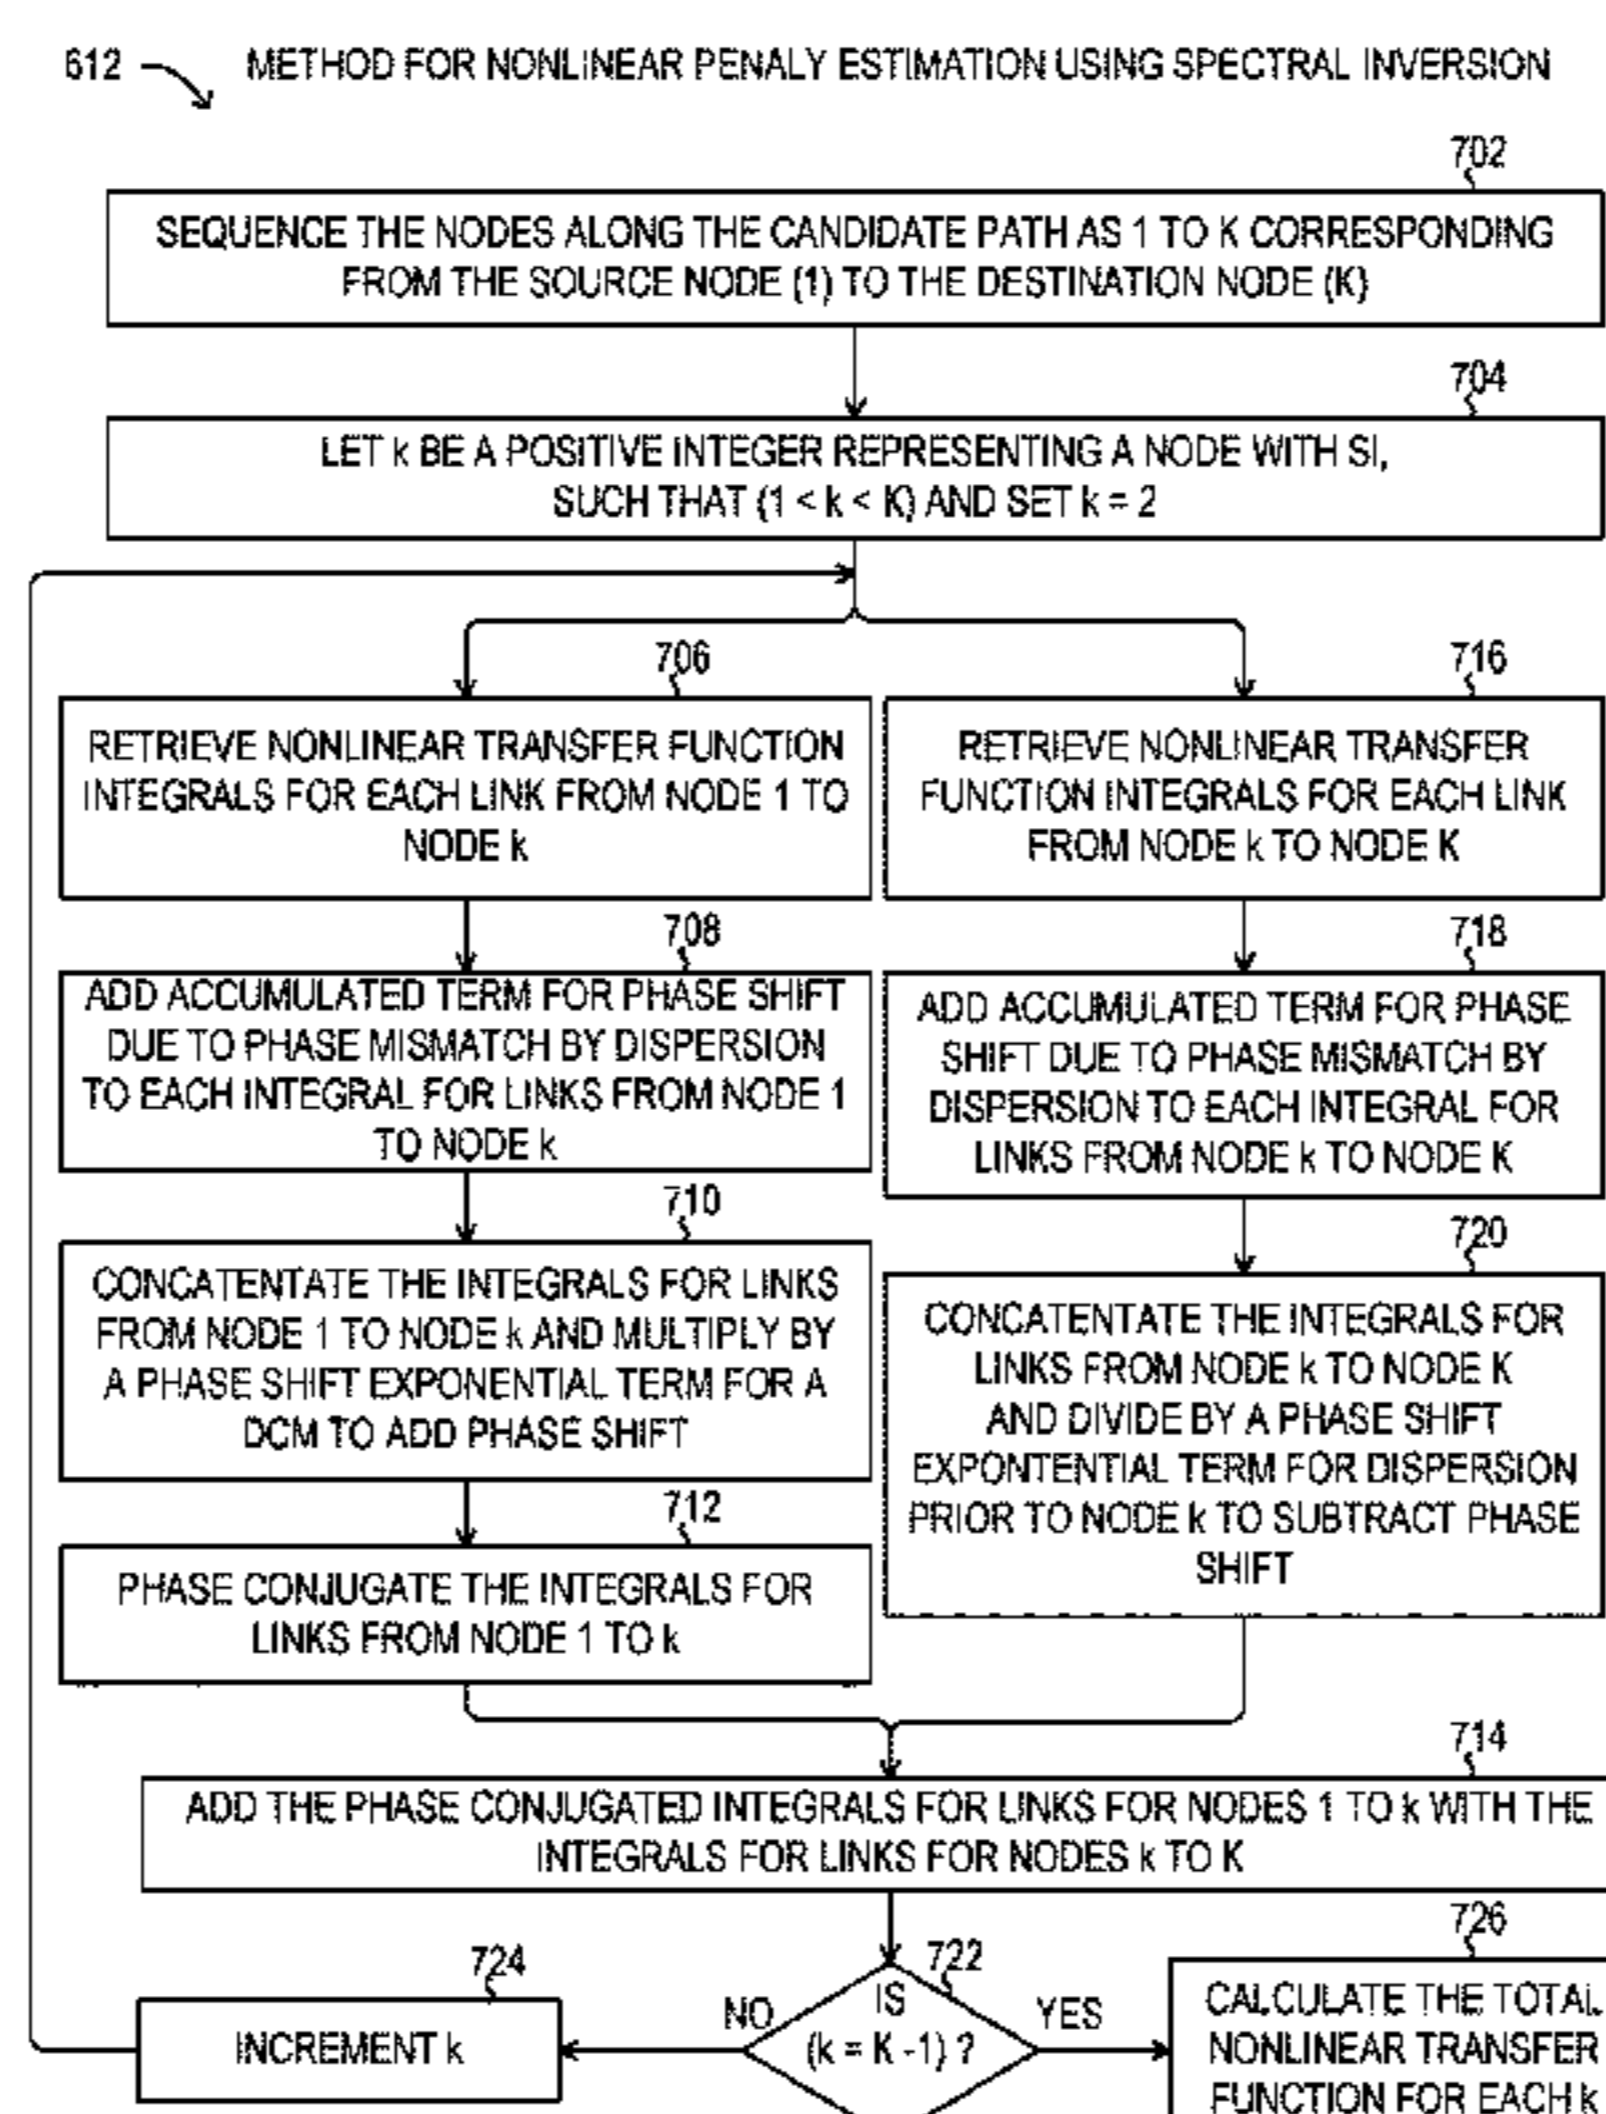 612
METHOD FOR NONLINEAR PENALY ESTIMATION USING SPECTRAL INVERSION
702
SEQUENCE THE NODES ALONG THE CANDIDATE PATH AS 1 TO K CORRESPONDING
FROM THE SOURCE NODE (1) TO THE DESTINATION NODE (K)
704
LET k BE A POSITIVE INTEGER REPRESENTING A NODE WITH SI,
SUCH THAT (1 < k < K) AND SET k = 2
706
RETRIEVE NONLINEAR TRANSFER FUNCTION
INTEGRALS FOR EACH LINK FROM NODE 1 TO
NODE k
708
ADD ACCUMULATED TERM FOR PHASE SHIFT
DUE TO PHASE MISMATCH BY DISPERSION
TO EACH INTEGRAL FOR LINKS FROM NODE 1
TO NODE k
710
CONCATENTATE THE INTEGRALS FOR LINKS
FROM NODE 1 TO NODE k AND MULTIPLY BY
A PHASE SHIFT EXPONENTIAL TERM FOR A
DCM TO ADD PHASE SHIFT
712
PHASE CONJUGATE THE INTEGRALS FOR
LINKS FROM NODE 1 TO k
716
RETRIEVE NONLINEAR TRANSFER
FUNCTION INTEGRALS FOR EACH LINK
FROM NODE k TO NODE K
718
ADD ACCUMULATED TERM FOR PHASE
SHIFT DUE TO PHASE MISMATCH BY
DISPERSION TO EACH INTEGRAL FOR
LINKS FROM NODE k TO NODE K
720
CONCATENTATE THE INTEGRALS FOR
LINKS FROM NODE k TO NODE K
AND DIVIDE BY A PHASE SHIFT
EXPONTENTIAL TERM FOR DISPERSION
PRIOR TO NODE k TO SUBTRACT PHASE
SHIFT
714
ADD THE PHASE CONJUGATED INTEGRALS FOR LINKS FOR NODES 1 TO k WITH THE
INTEGRALS FOR LINKS FOR NODES k TO K
724
INCREMENT k
NO
722
IS
(k = K -1) ?
YES
726
CALCULATE THE TOTAL
NONLINEAR TRANSFER
FUNCTION FOR EACH k